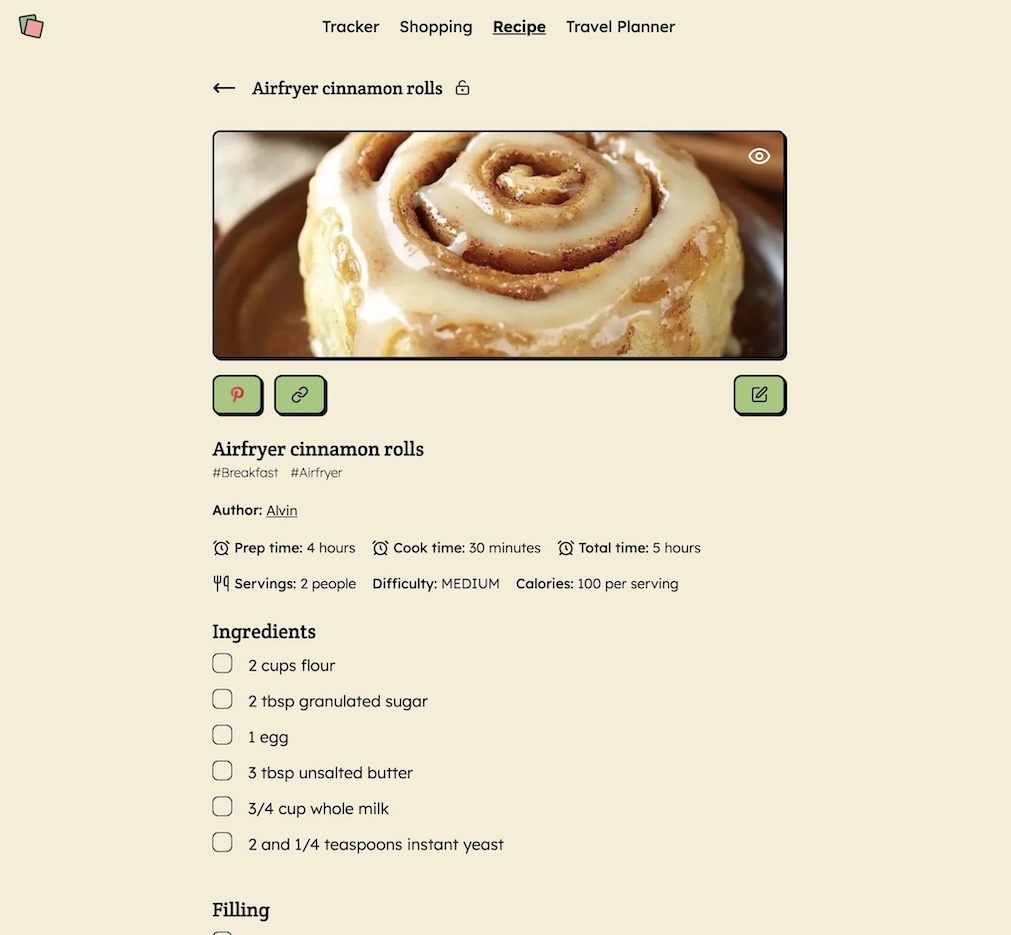 Tracker Shopping Recipe Travel Planner
Airfryer cinnamon rolls
Airfryer cinnamon rolls
#Breakfast #Airfryer
Author: Alvin
Prep time: 4 hours Cook time: 30 minutes Total time: 5 hours
Servings: 2 people Difficulty: MEDIUM Calories: 100 per serving
Ingredients
2 cups flour
2 tbsp granulated sugar
1 egg
3 tbsp unsalted butter
3/4 cup whole milk
2 and 1/4 teaspoons instant yeast
Filling